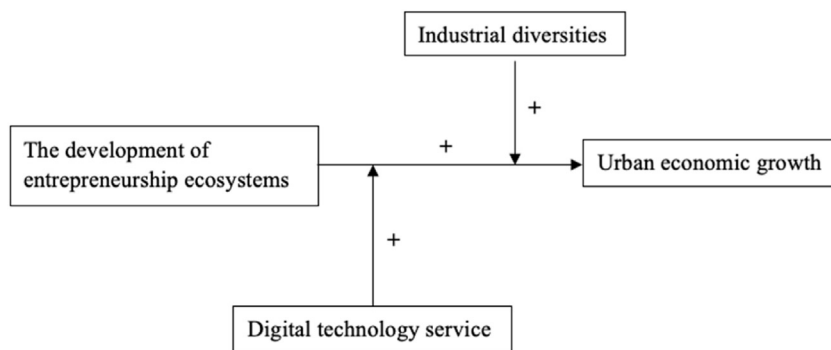 Industrial diversities
+
+
The development of
entrepreneurship ecosystems
Urban economic growth
+
Digital technology service